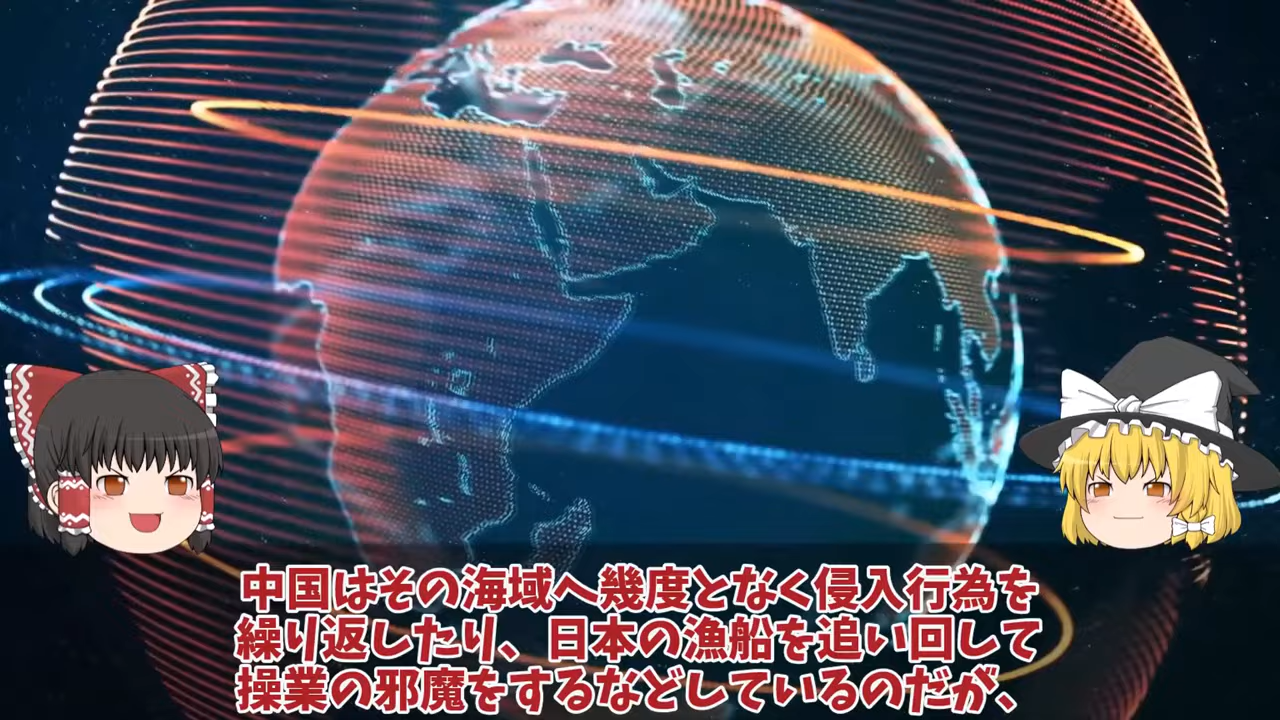 中国はその海域へ幾度となく侵入行為を
繰り返したり、日本の漁船を追い回して
操業の邪魔をするなどしているのだが、